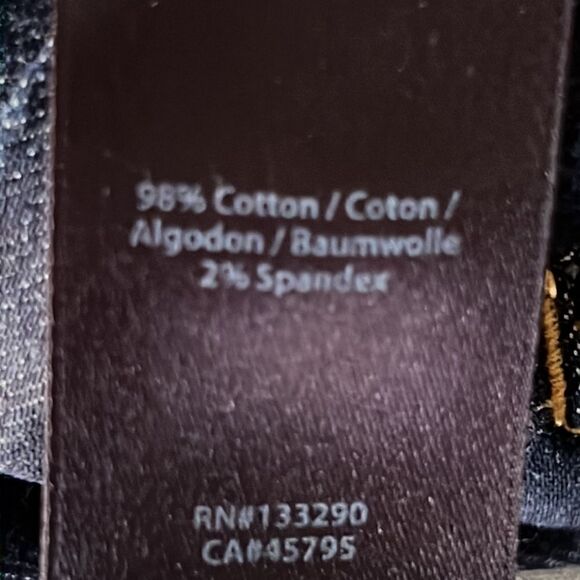 98% Cotton / Coton /
Algodon / Baumwolle
2% Spandex
RN#133290
CA#45795